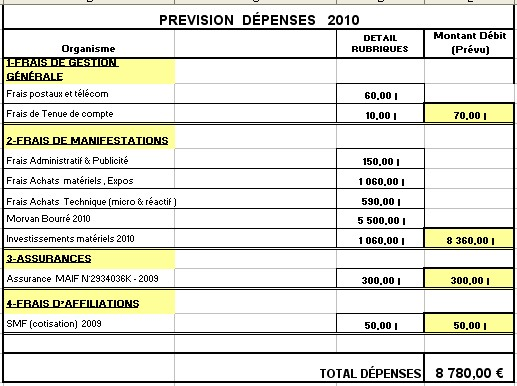 PREVISION DÉPENSES 2010
Organisme DETAIL RUBRIQUES Montant Débit (Prévu)
1-FRAIS DE GESTION
GÉNÉRALE
Frais postaux et télécom 60,00 l
Frais de Tenue de compte 10,00 l 70,00 l
2-FRAIS DE MANIFESTATIONS
Frais Administratif & Publicité 150,00 l
Frais Achats matériels , Expos 1 060,00 l
Frais Achats Technique (micro & réactif ) 590,00 l
Morvan Bourré 2010 5 500,00 l
Investissements matériels 2010 1 060,00 l 8 360,00 l
3-ASSURANCES
Assurance MAIF N°2934036K - 2009 300,00 l 300,00 l
4-FRAIS D'AFFILIATIONS
SMF (cotisation) 2009 50,00 l 50,00 l
TOTAL DÉPENSES 8 780,00 €